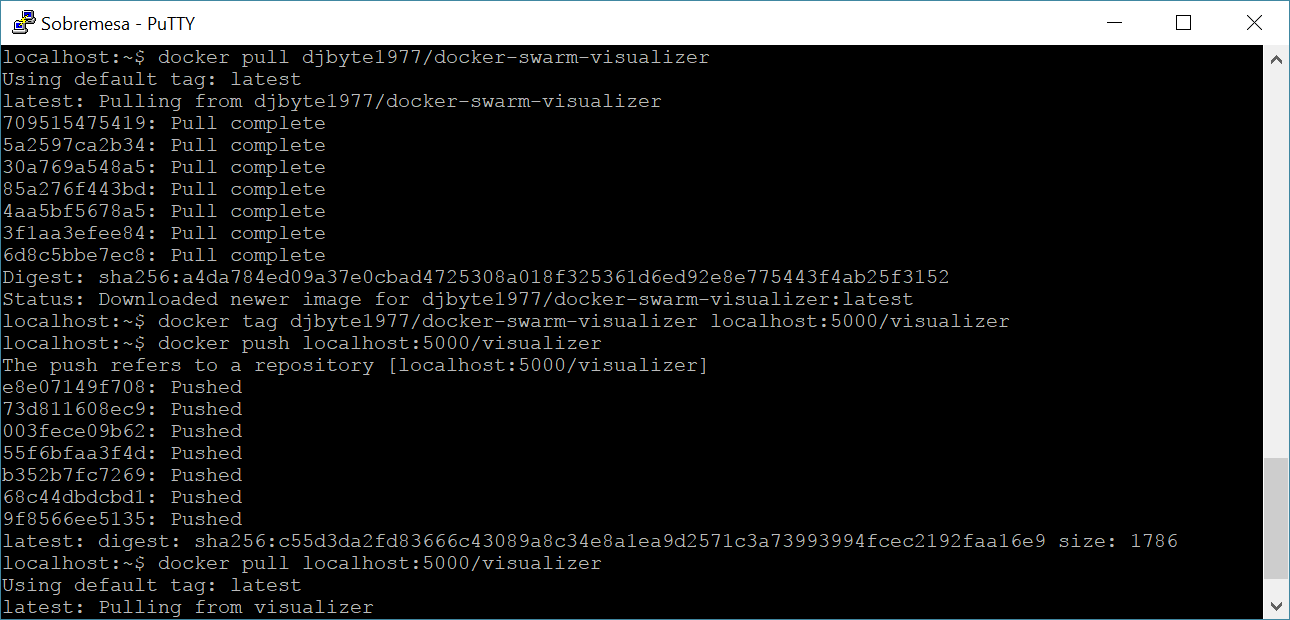 Sobremesa - PuTTY
localhost:~$ docker pull djbyte1977/docker-swarm-visualizer
Using default tag: latest
latest: Pulling from djbyte1977/docker-swarm-visualizer
709515475419: Pull complete
5a2597ca2b34: Pull complete
30a769a548a5: Pull complete
85a276f443bd: Pull complete
4aa5bf5678a5: Pull complete
3f1aa3efee84: Pull complete
6d8c5bbe7ec8: Pull complete
Digest: sha256:a4da784ed09a37e0cbad4725308a018f325361d6ed92e8e775443f4ab25f3152
Status: Downloaded newer image for djbyte1977/docker-swarm-visualizer:latest
localhost:~$ docker tag djbyte1977/docker-swarm-visualizer localhost:5000/visualizer
localhost:~$ docker push localhost:5000/visualizer
The push refers to a repository [localhost:5000/visualizer]
e8e07149f708: Pushed
73d811608ec9: Pushed
003fece09b62: Pushed
55f6bfaa3f4d: Pushed
b352b7fc7269: Pushed
68c44dbdcbd1: Pushed
9f8566ee5135: Pushed
latest: digest: sha256:c55d3da2fd83666c43089a8c34e8a1ea9d2571c3a73993994fcec2192faa16e9 size: 1786
localhost:~$ docker pull localhost:5000/visualizer
Using default tag: latest
latest: Pulling from visualizer